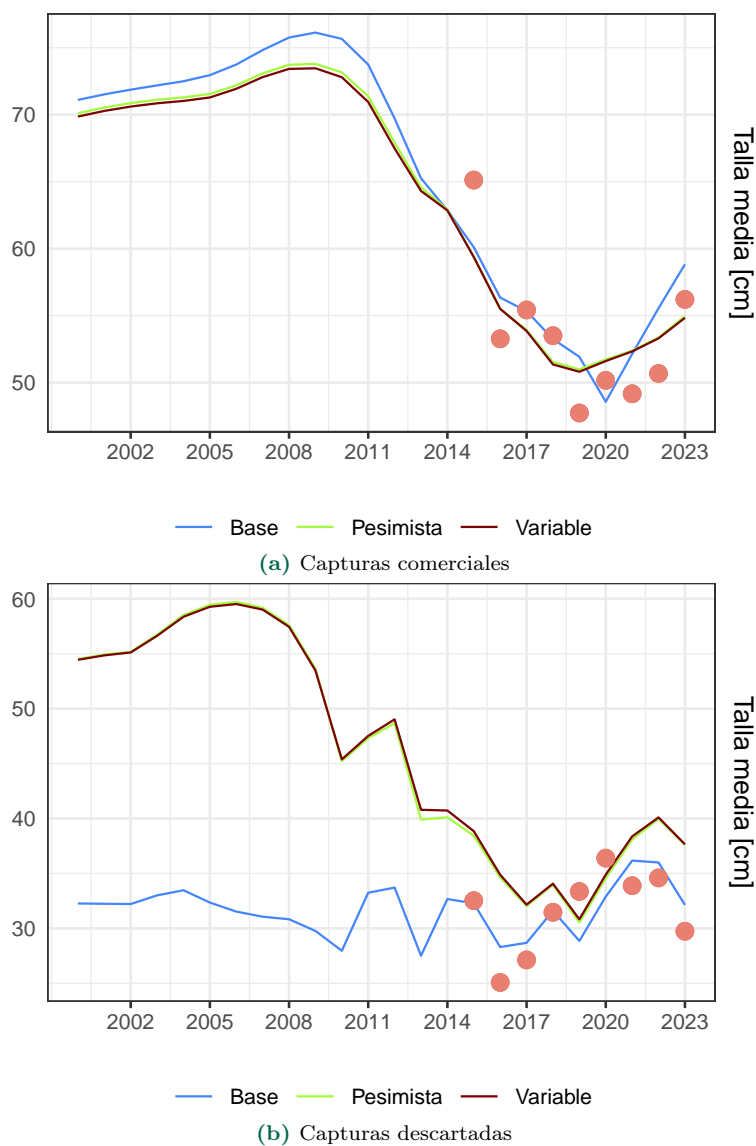 70
60
50
Talla media [cm]
2002 2005 2008 2011 2014 2017 2020 2023
Base Pesimista Variable
(a) Capturas comerciales
60
50
40
30
Talla media [cm]
2002 2005 2008 2011 2014 2017 2020 2023
Base Pesimista Variable
(b) Capturas descartadas